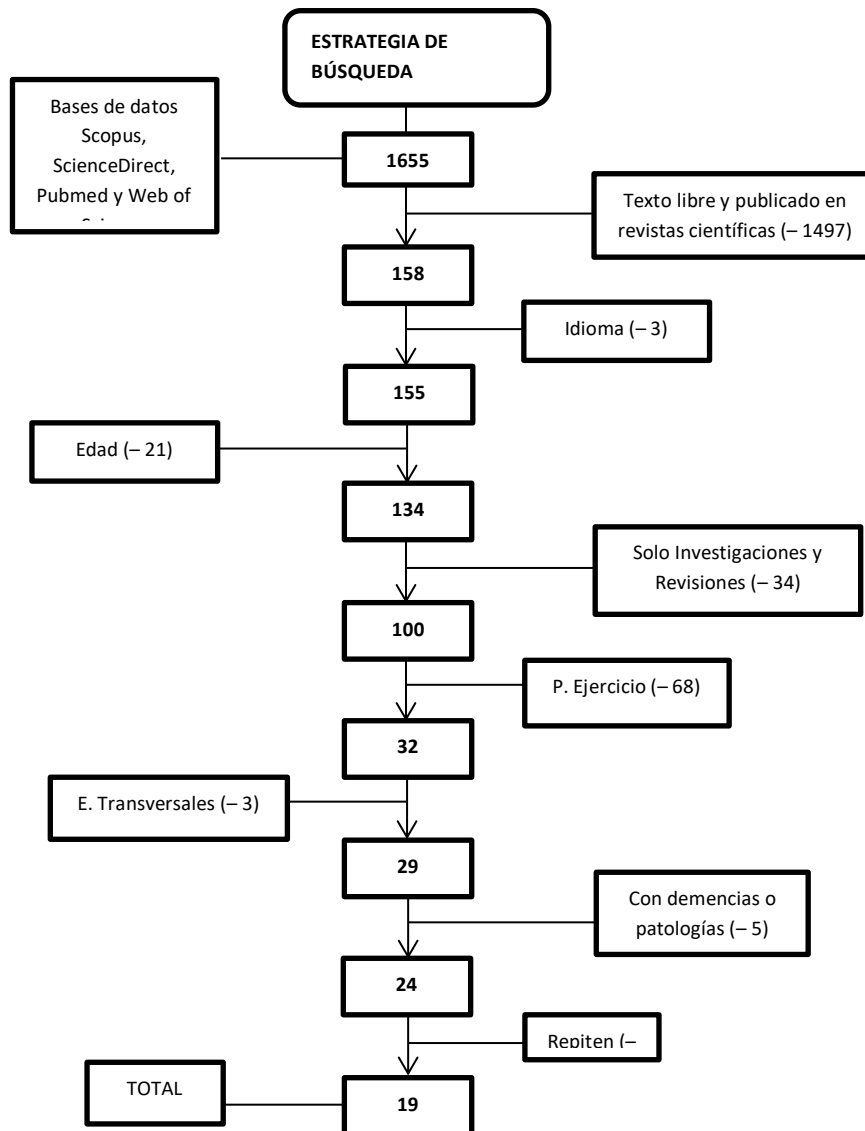 ESTRATEGIA DE
BÚSQUEDA
Bases de datos
Scopus,
ScienceDirect,
Pubmed y Web of
1655
Texto libre y publicado en
revistas científicas (– 1497)
158
Idioma (– 3)
155
Edad (– 21)
134
Solo Investigaciones y
Revisiones (– 34)
100
P. Ejercicio (– 68)
32
E. Transversales (– 3)
29
Con demencias o
patologías (– 5)
24
Repiten (–
TOTAL
19